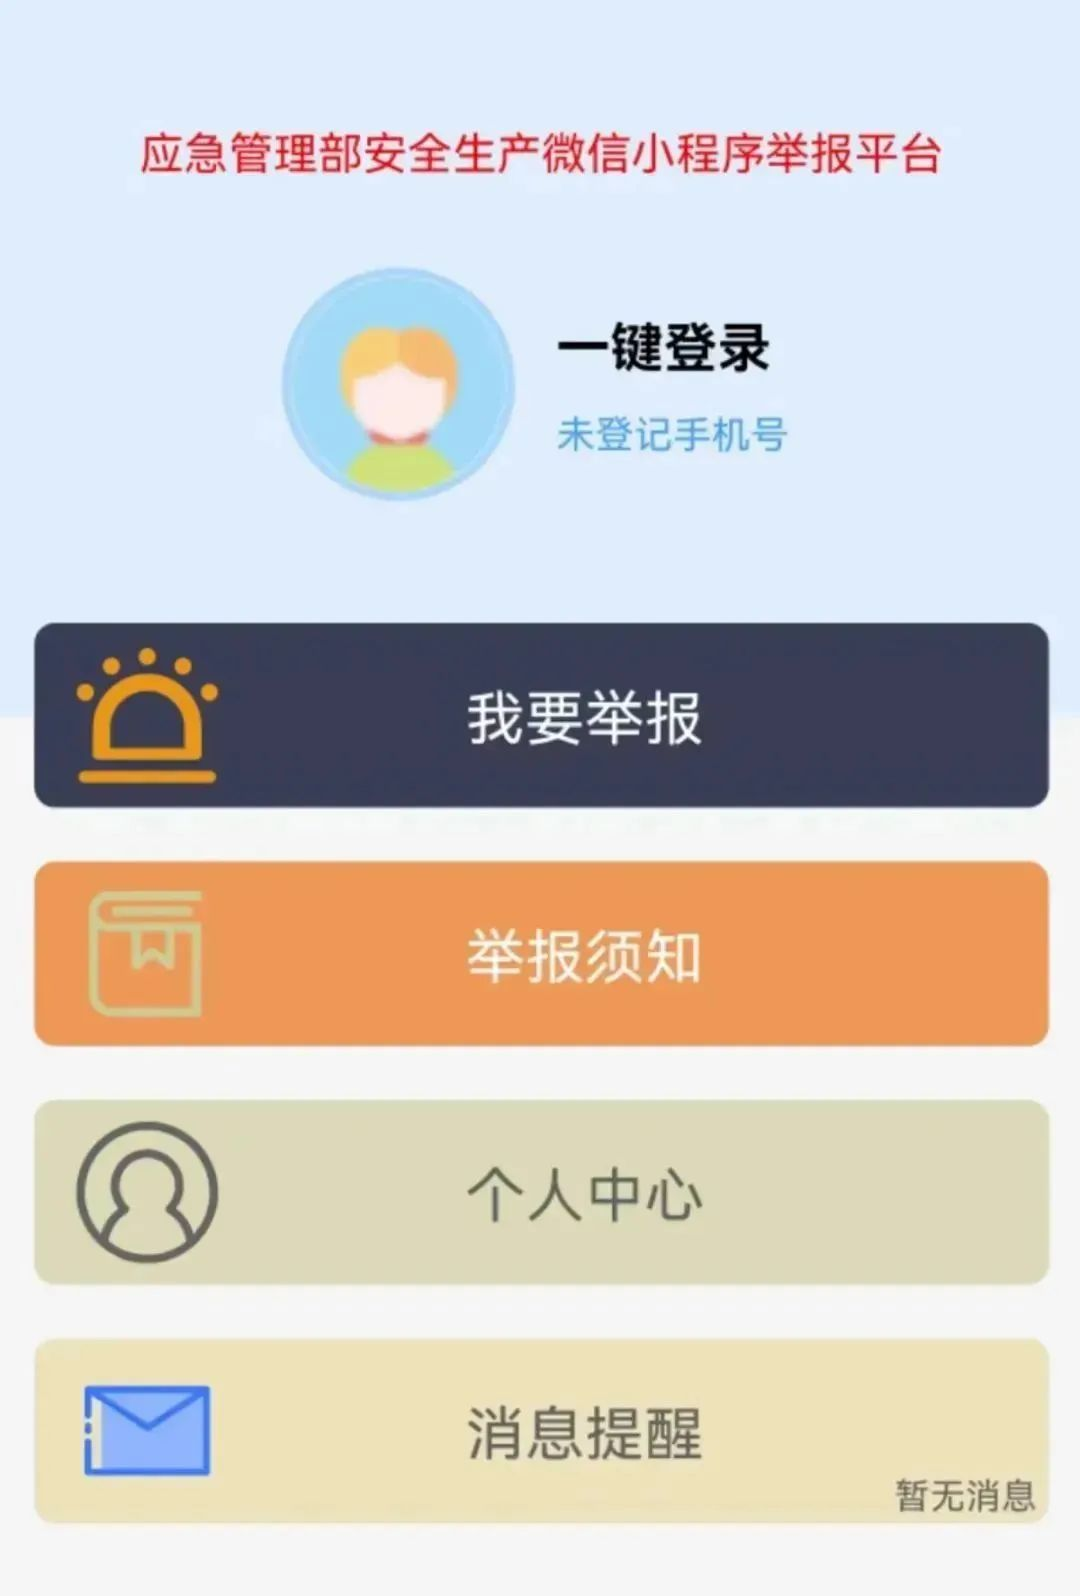 应急管理部安全生产微信小程序举报平台
一键登录
未登记手机号
我要举报
举报须知
个人中心
消息提醒
暂无消息